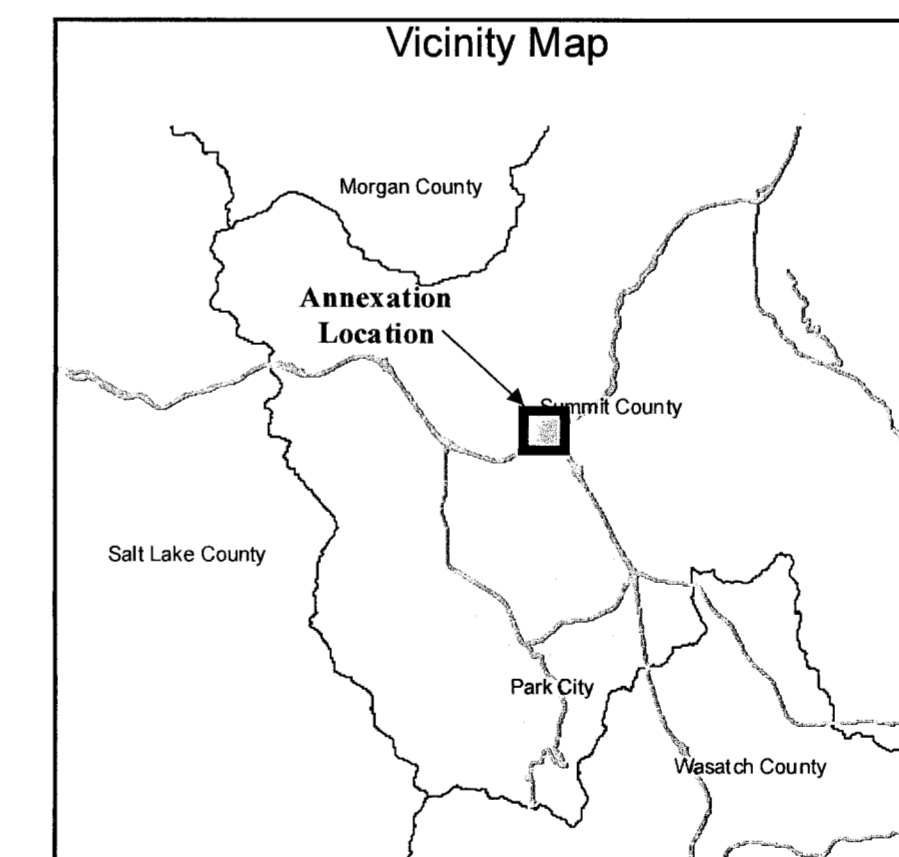 Vicinity Map
Morgan County
Annexation
Location
Summit County
Salt Lake County
Park City
Wasatch County